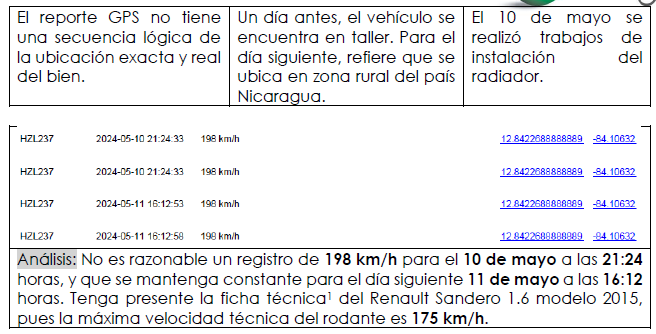 El reporte GPS no tiene
una secuencia lógica de
la ubicación exacta y real
del bien.
Un día antes, el vehículo se
encuentra en taller. Para el
día siguiente, refiere que se
ubica en zona rural del país
Nicaragua.
El 10 de mayo se
realizó trabajos de
instalación del
radiador.
HZL237 2024-05-10 21:24:33 198 km/h 12.8422688888889 -84.10632
HZL237 2024-05-10 21:24:33 198 km/h 12.8422688888889 -84.10632
HZL237 2024-05-11 16:12:53 198 km/h 12.8422688888889 -84.10632
HZL237 2024-05-11 16:12:58 198 km/h 12.8422688888889 -84.10632
Análisis: No es razonable un registro de 198 km/h para el 10 de mayo a las 21:24
horas, y que se mantenga constante para el día siguiente 11 de mayo a las 16:12
horas. Tenga presente la ficha técnica¹ del Renault Sandero 1.6 modelo 2015,
pues la máxima velocidad técnica del rodante es 175 km/h.